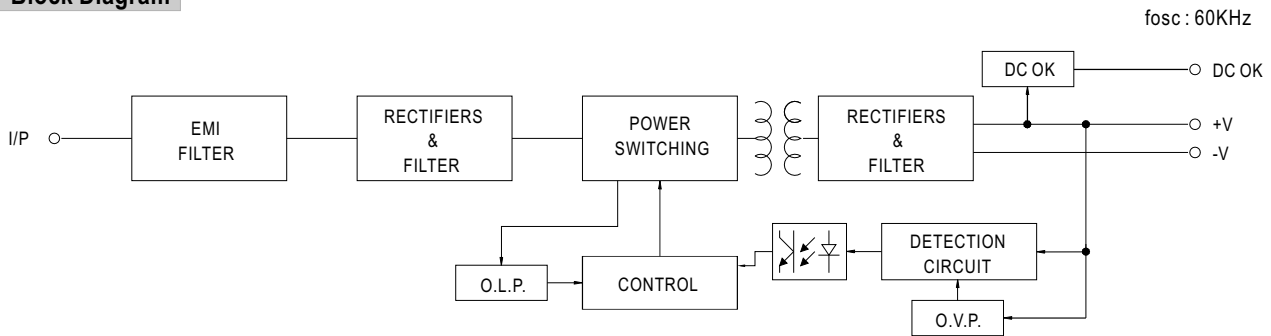 Block Diagram
fosc : 60KHz
DC OK
DC OK
I/P
EMI
FILTER
RECTIFIERS
&
FILTER
POWER
SWITCHING
RECTIFIERS
&
FILTER
+V
-V
O.L.P.
CONTROL
DETECTION
CIRCUIT
O.V.P.